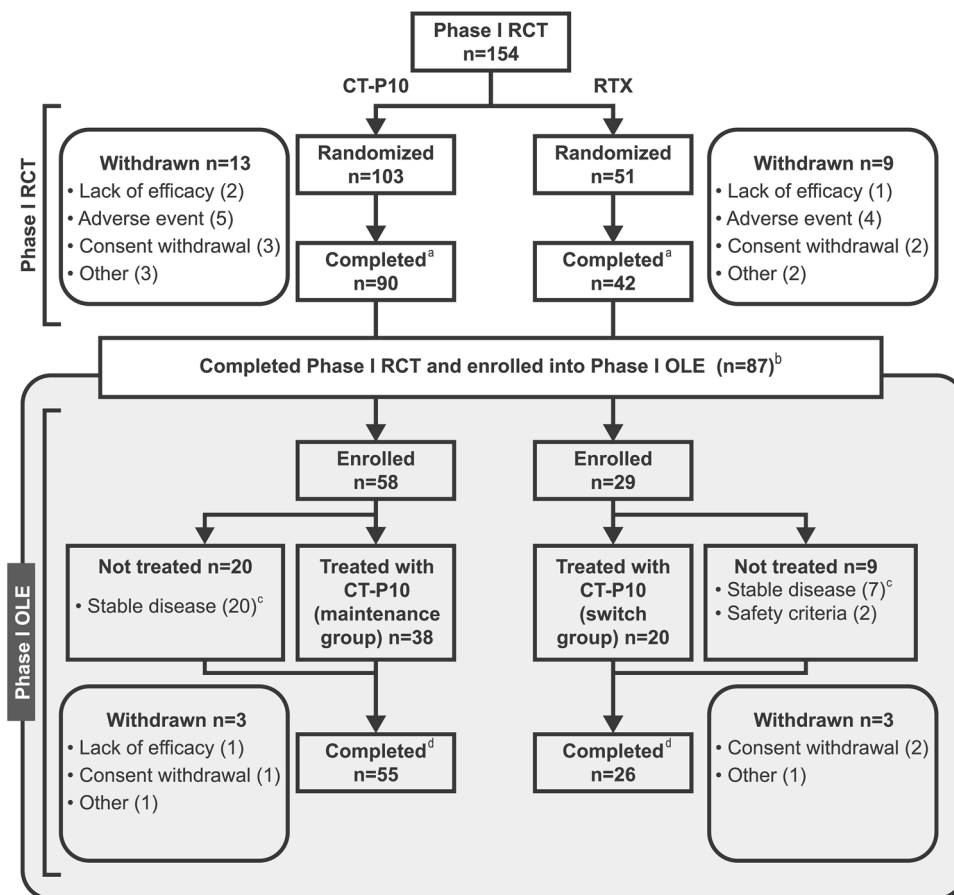 Phase I RCT
n=154
CT-P10
RTX
Phase I RCT
Withdrawn n=13
• Lack of efficacy (2)
• Adverse event (5)
• Consent withdrawal (3)
• Other (3)
Randomized
n=103
Randomized
n=51
Withdrawn n=9
• Lack of efficacy (1)
• Adverse event (4)
• Consent withdrawal (2)
• Other (2)
Completedᵃ
n=90
Completedᵃ
n=42
Completed Phase I RCT and enrolled into Phase I OLE (n=87)ᵇ
Phase I OLE
Enrolled
n=58
Enrolled
n=29
Not treated n=20
• Stable disease (20)ᶜ
Treated with
CT-P10
(maintenance
group) n=38
Treated with
CT-P10
(switch
group) n=20
Not treated n=9
• Stable disease (7)ᶜ
• Safety criteria (2)
Withdrawn n=3
• Lack of efficacy (1)
• Consent withdrawal (1)
• Other (1)
Completedᵈ
n=55
Completedᵈ
n=26
Withdrawn n=3
• Consent withdrawal (2)
• Other (1)